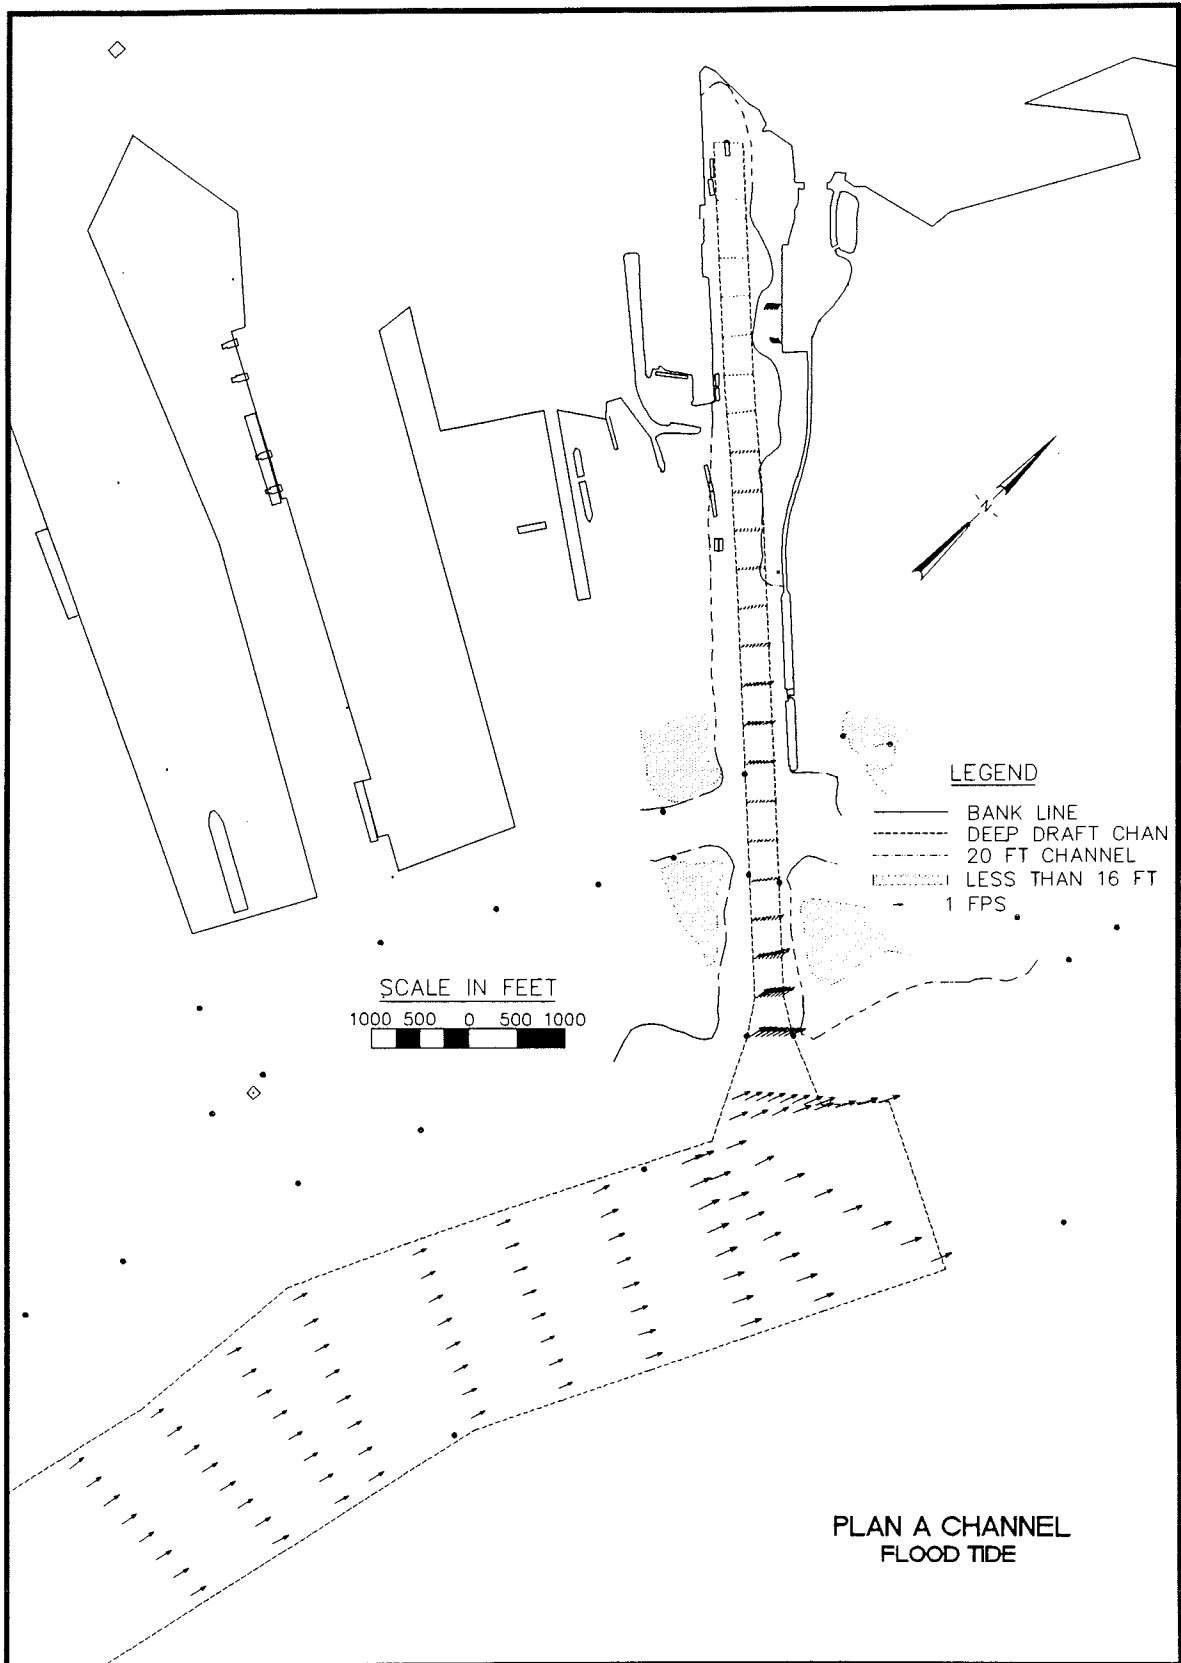 N
LEGEND
BANK LINE
DEEP DRAFT CHAN
20 FT CHANNEL
LESS THAN 16 FT
1 FPS
SCALE IN FEET
1000 500 0 500 1000
PLAN A CHANNEL
FLOOD TIDE